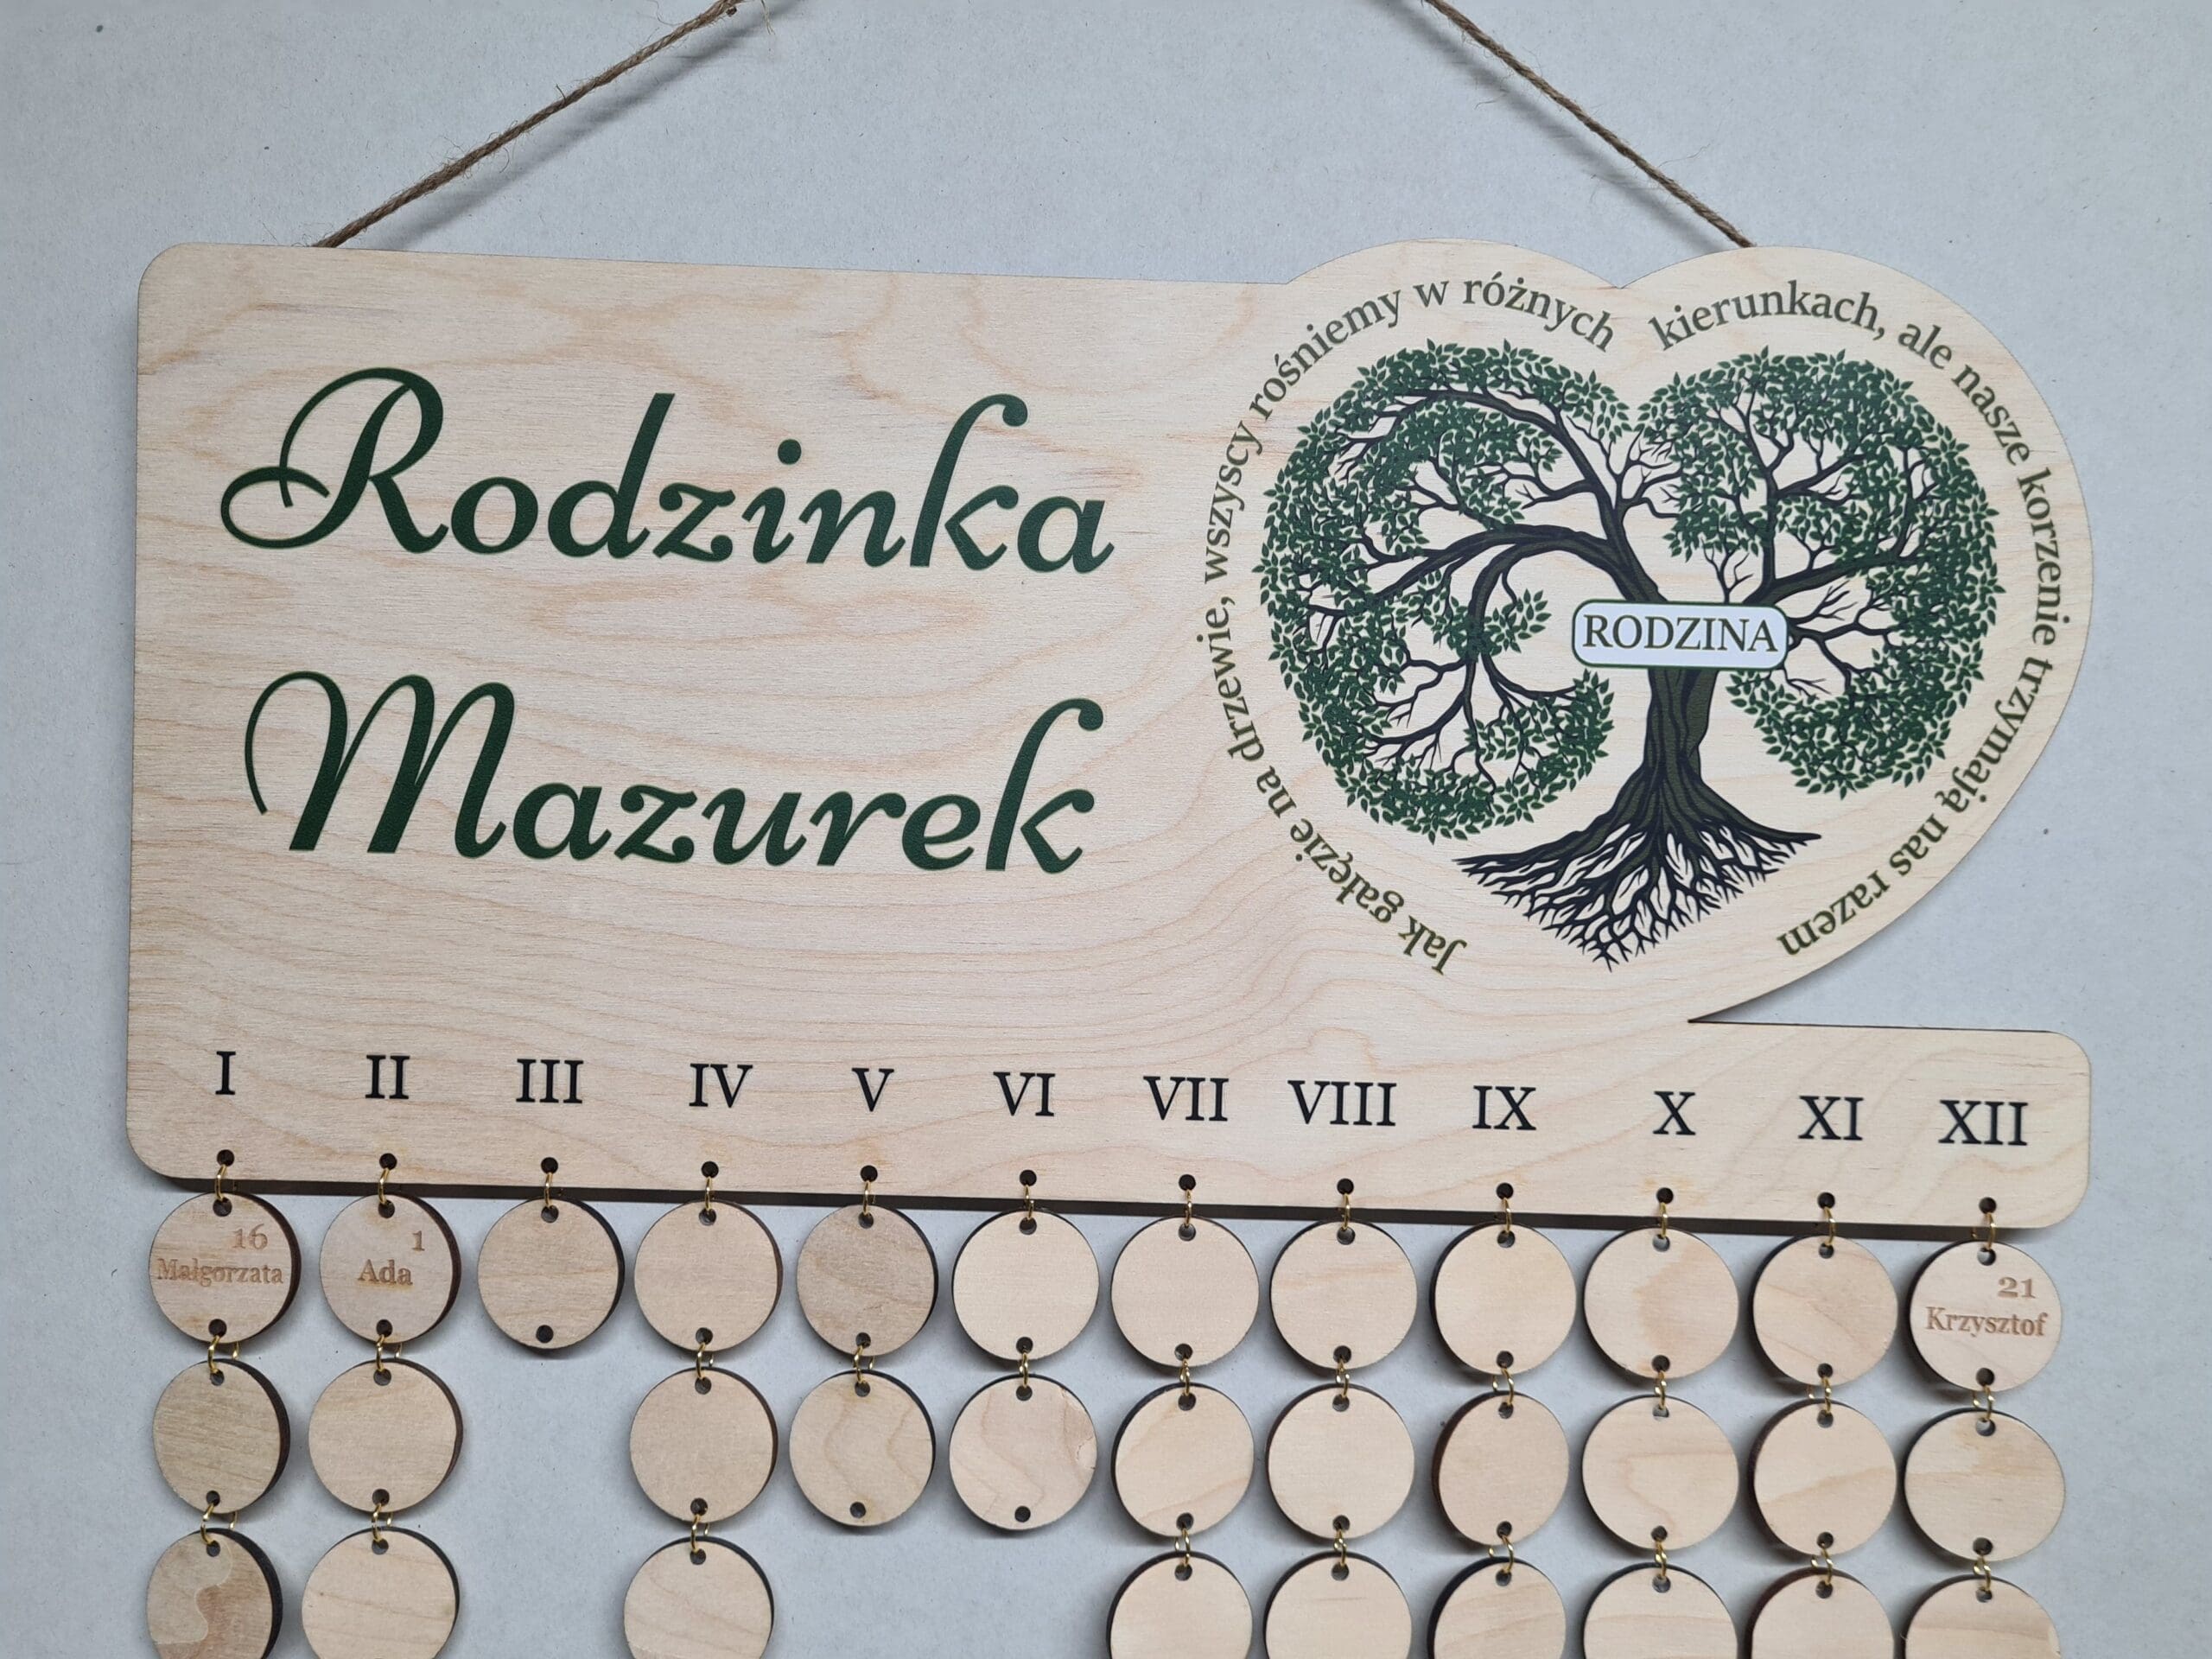 Rodzinka
Mazurek
Jak gałęzie na drzewie, wszyscy rośniemy w różnych kierunkach, ale nasze korzenie trzymają nas razem
RODZINA
I II III IV V VI VII VIII IX X XI XII
16
Małgorzata
1
Ada
21
Krzysztof